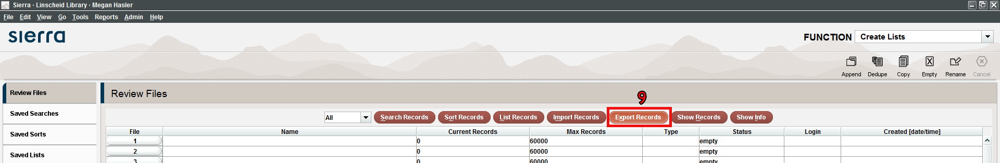 Sierra · Linscheid Library · Megan Hasler
File Edit View Go Tools Reports Admin Help
sierra
FUNCTION Create Lists
Append Dedupe Copy Empty Rename Cancel
Review Files
Saved Searches
Saved Sorts
Saved Lists
Review Files
9
All Search Records Sort Records List Records Import Records Export Records Show Records Show Info
File Name Current Records Max Records Type Status Login Created [date/time]
1 0 60000 empty
2 0 60000 empty
3 0 60000 empty